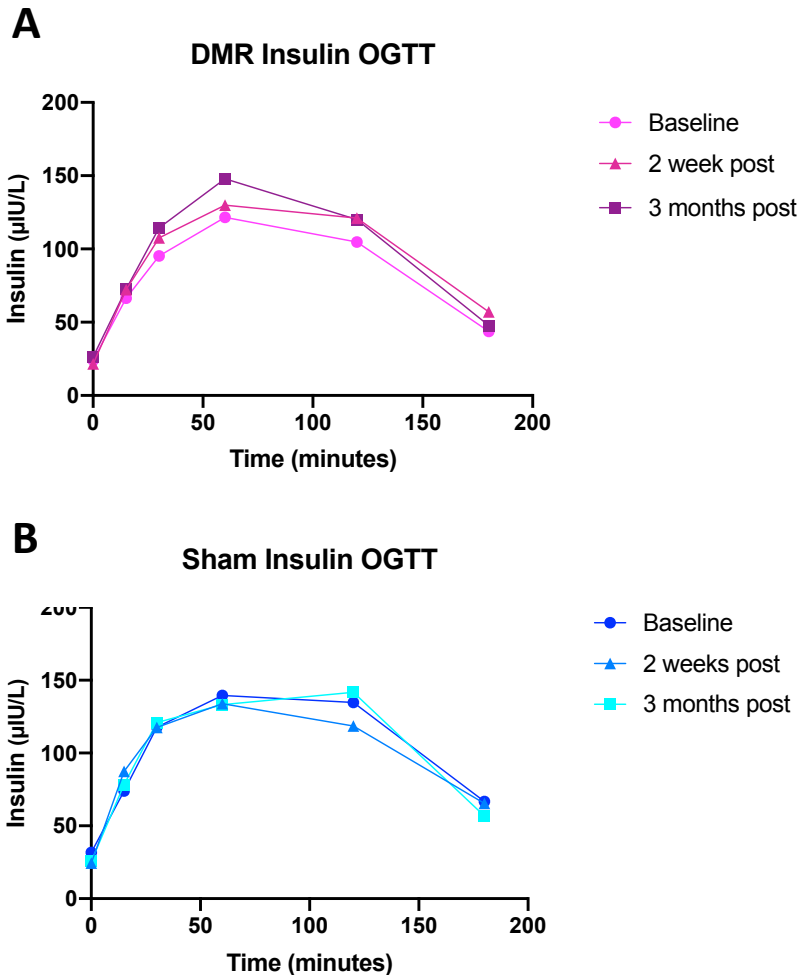 A
DMR Insulin OGTT
200
150
100
50
0
Insulin (µIU/L)
0 50 100 150 200
Time (minutes)
Baseline
2 week post
3 months post
B
Sham Insulin OGTT
200
150
100
50
0
Insulin (µIU/L)
0 50 100 150 200
Time (minutes)
Baseline
2 weeks post
3 months post